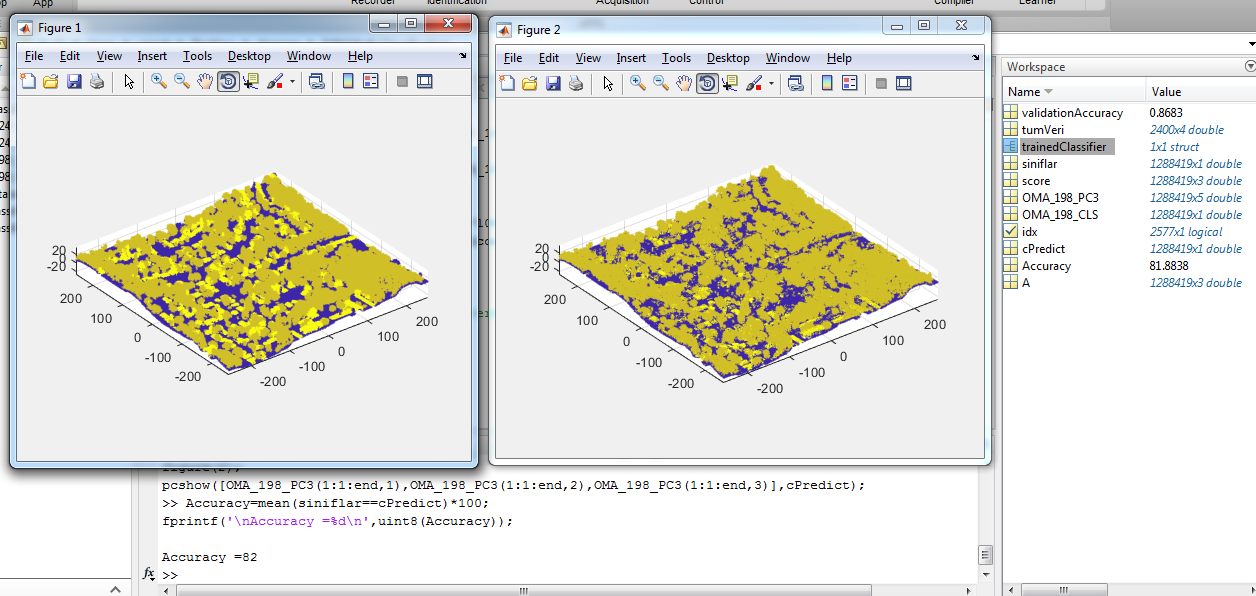 App
Recorder
Identification
Acquisition
Control
Compiler
Learner
Figure 1
File Edit View Insert Tools Desktop Window Help
20
0
-20
200
100
0
-100
-200
-200
-100
0
100
200
Figure 2
File Edit View Insert Tools Desktop Window Help
20
0
-20
200
100
0
-100
-200
-200
-100
0
100
200
Workspace
Name Value
validationAccuracy 0.8683
tumVeri 2400x4 double
trainedClassifier 1x1 struct
siniflar 1288419x1 double
score 1288419x3 double
OMA_198_PC3 1288419x5 double
OMA_198_CLS 1288419x1 double
idx 2577x1 logical
cPredict 1288419x1 double
Accuracy 81.8838
A 1288419x3 double
figure(2);
pcshow([OMA_198_PC3(1:1:end,1),OMA_198_PC3(1:1:end,2),OMA_198_PC3(1:1:end,3)],cPredict);
>> Accuracy=mean(siniflar==cPredict)*100;
fprintf('\nAccuracy =%d\n',uint8(Accuracy));
Accuracy =82
fx >>